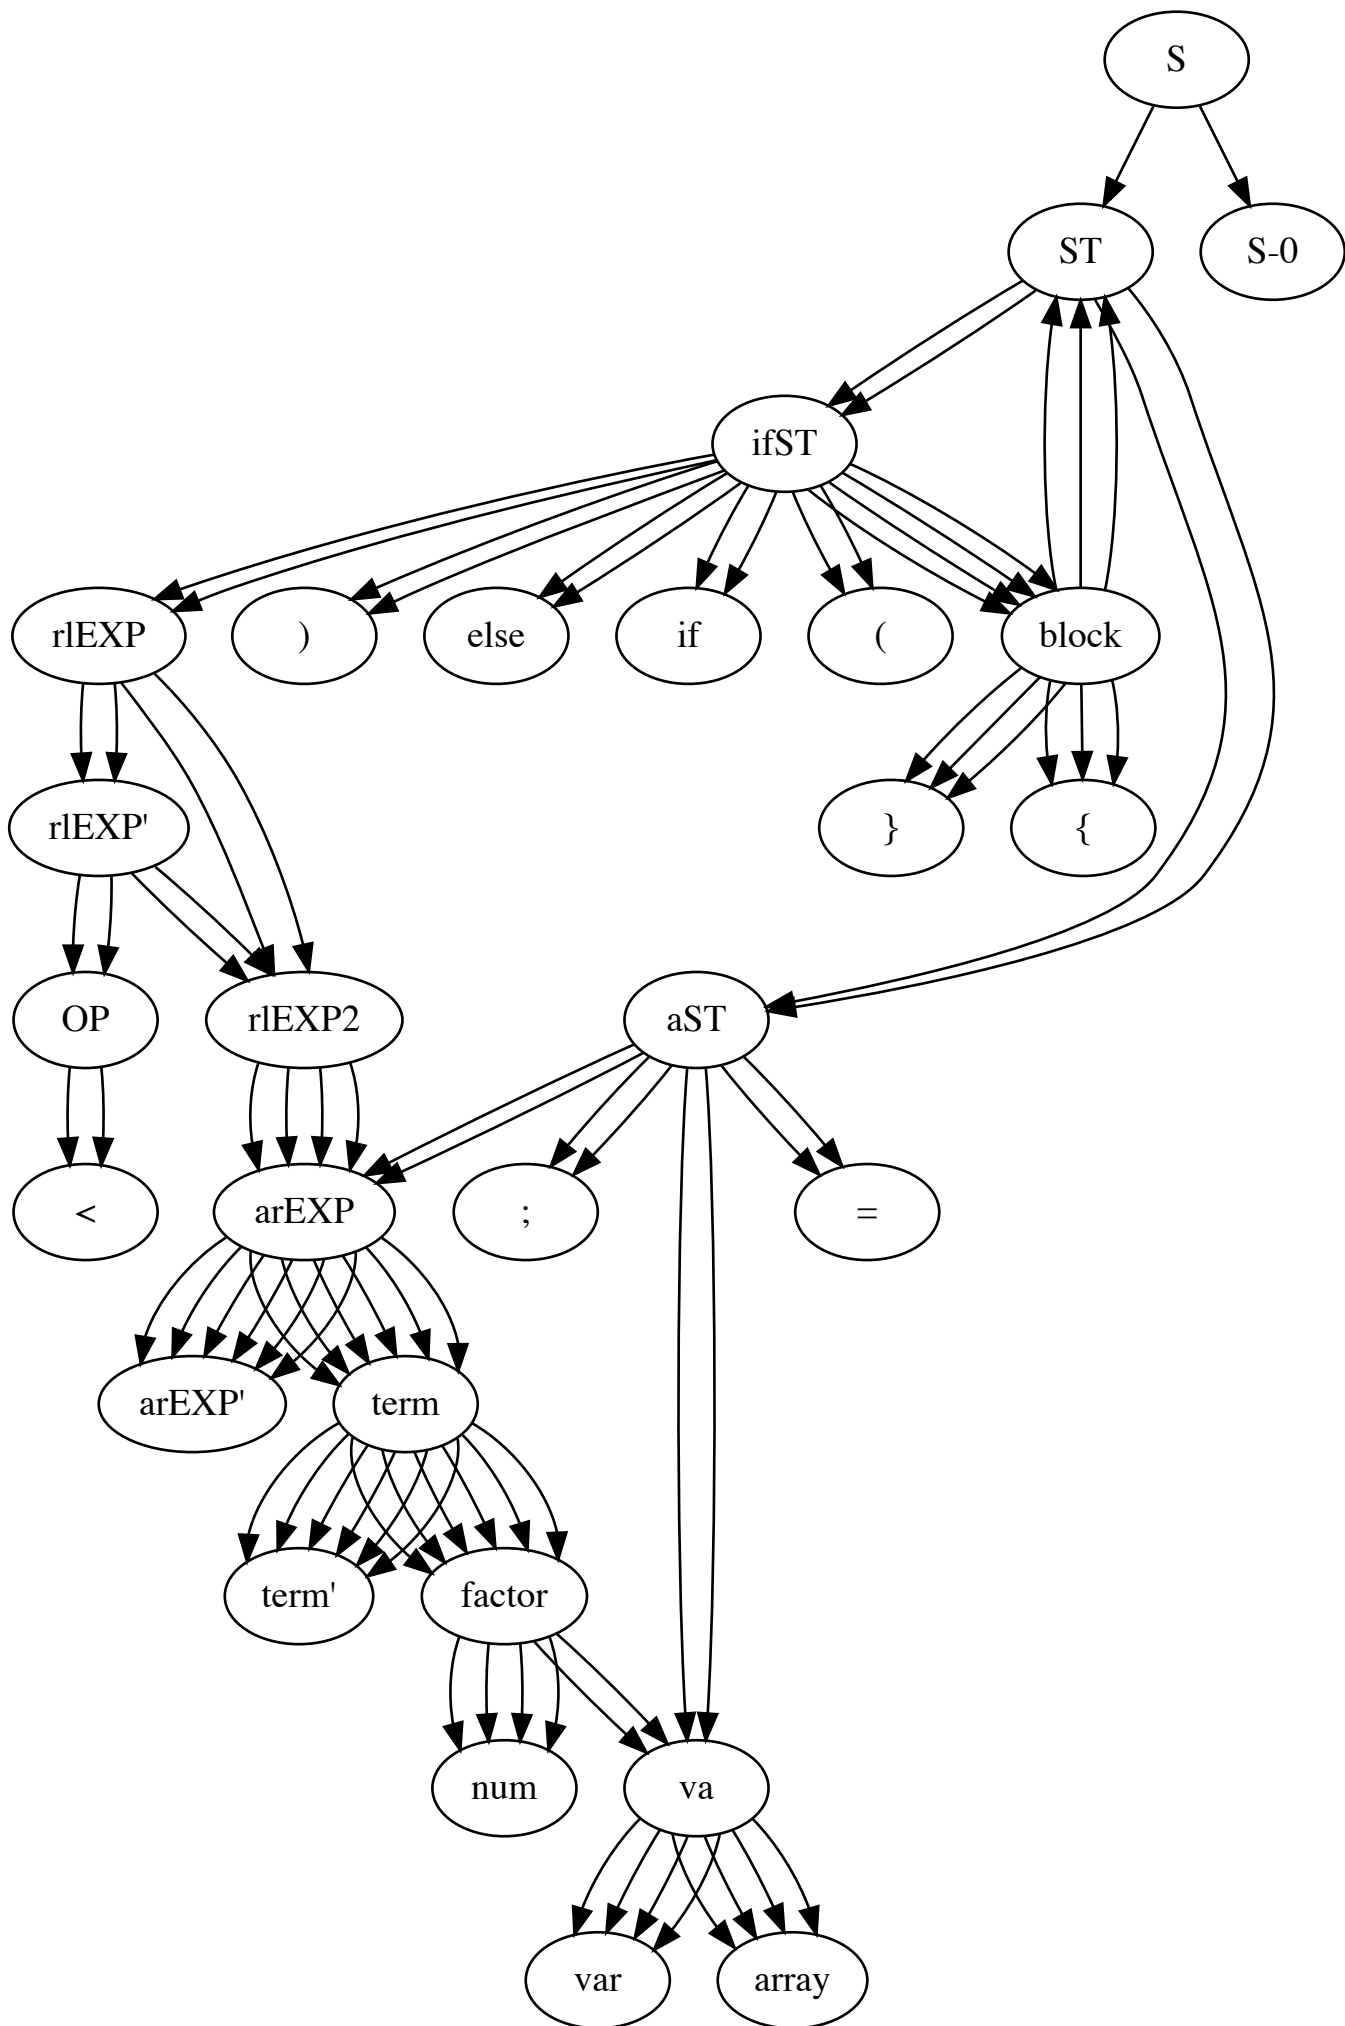 S
ST
S-0
ifST
rlEXP
)
else
if
(
block
rlEXP'
}
{
OP
rlEXP2
aST
<
arEXP
;
=
arEXP'
term
term'
factor
num
va
var
array